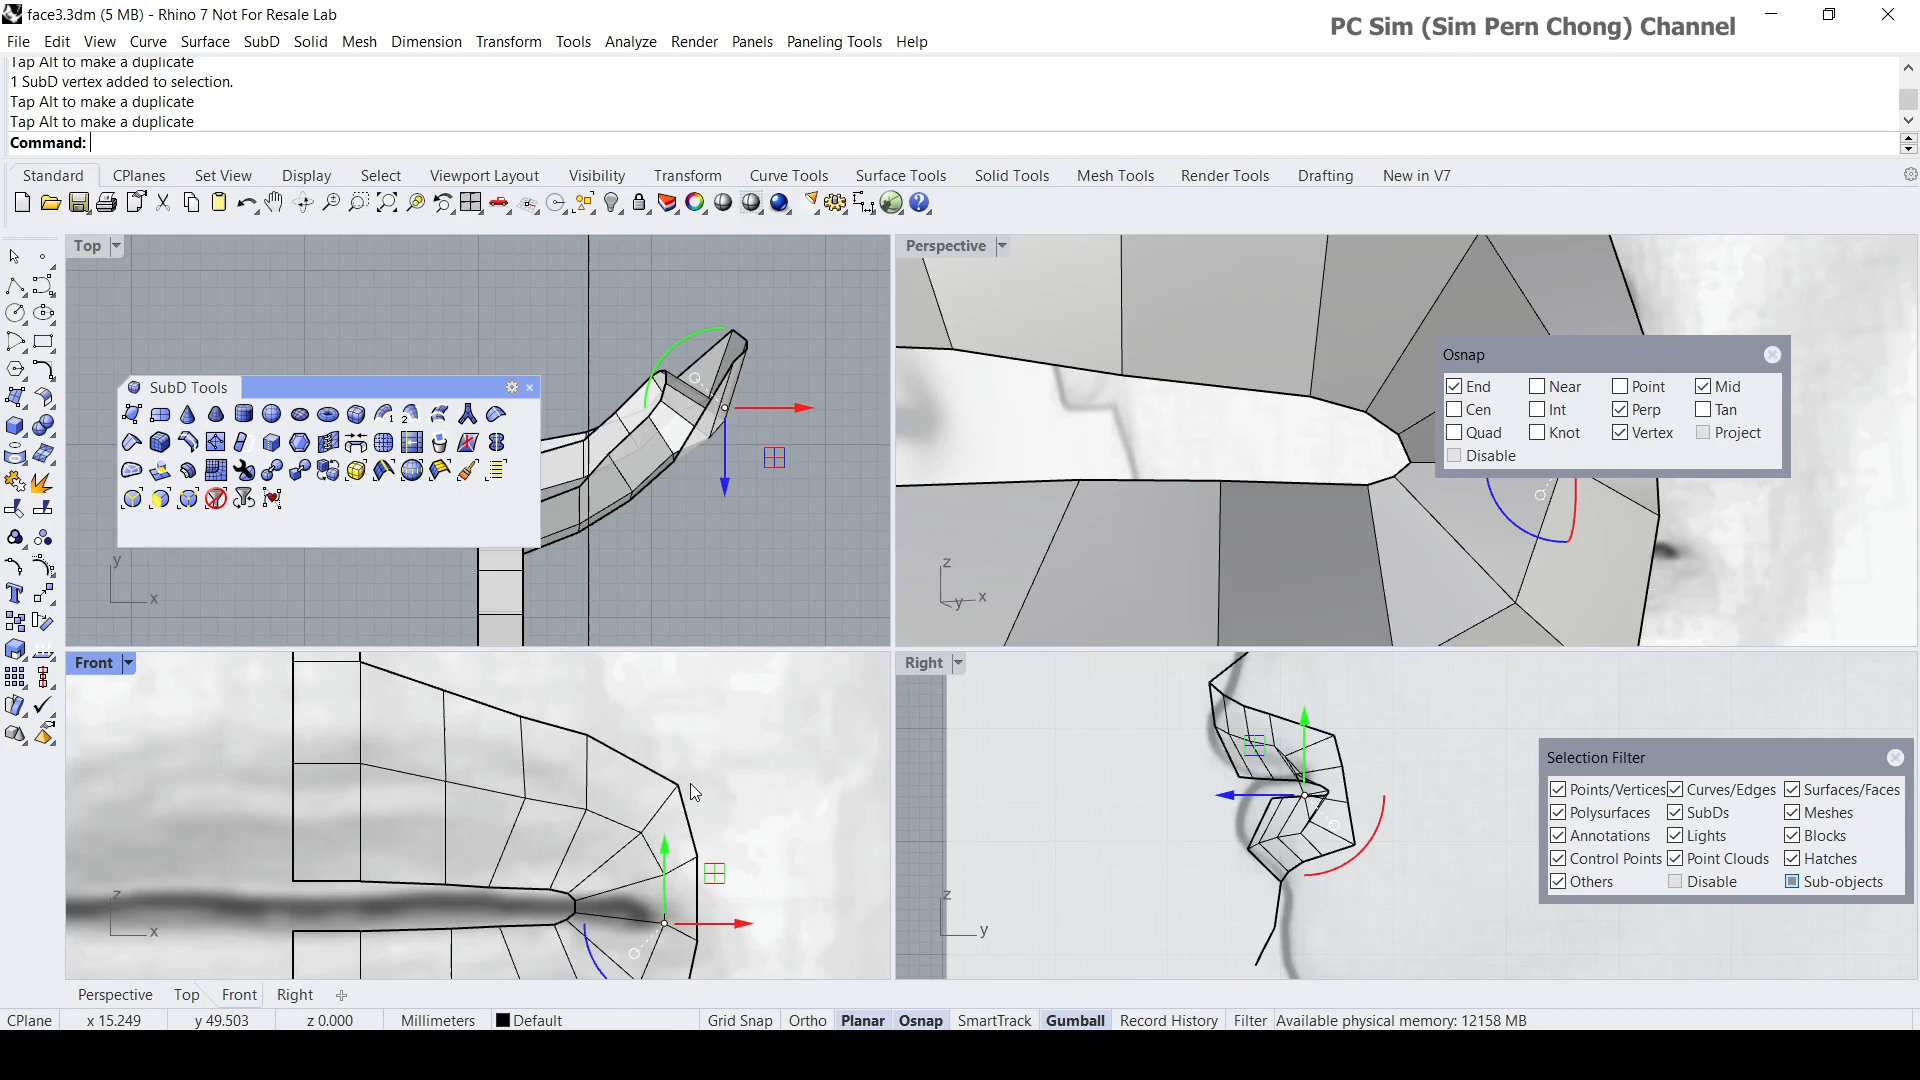 face3.3dm (5 MB) - Rhino 7 Not For Resale Lab
PC Sim (Sim Pern Chong) Channel
File Edit View Curve Surface SubD Solid Mesh Dimension Transform Tools Analyze Render Panels Paneling Tools Help
Tap Alt to make a duplicate
1 SubD vertex added to selection.
Tap Alt to make a duplicate
Tap Alt to make a duplicate
Command:
Standard CPlanes Set View Display Select Viewport Layout Visibility Transform Curve Tools Surface Tools Solid Tools Mesh Tools Render Tools Drafting New in V7
Top
Perspective
SubD Tools
Osnap
End Near Point Mid
Cen Int Perp Tan
Quad Knot Vertex Project
Disable
y
x
z
y x
Front
Right
Selection Filter
Points/Vertices Curves/Edges Surfaces/Faces
Polysurfaces SubDs Meshes
Annotations Lights Blocks
Control Points Point Clouds Hatches
Others Disable Sub-objects
z
x
z
y
Perspective Top Front Right
CPlane x 15.249 y 49.503 z 0.000 Millimeters Default Grid Snap Ortho Planar Osnap SmartTrack Gumball Record History Filter Available physical memory: 12158 MB